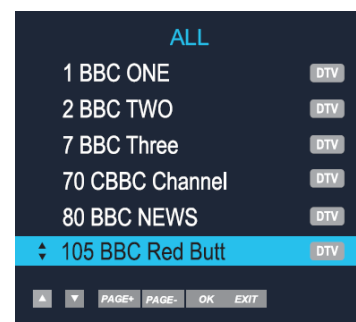 ALL
1 BBC ONE DTV
2 BBC TWO DTV
7 BBC Three DTV
70 CBBC Channel DTV
80 BBC NEWS DTV
105 BBC Red Butt DTV
PAGE+ PAGE- OK EXIT